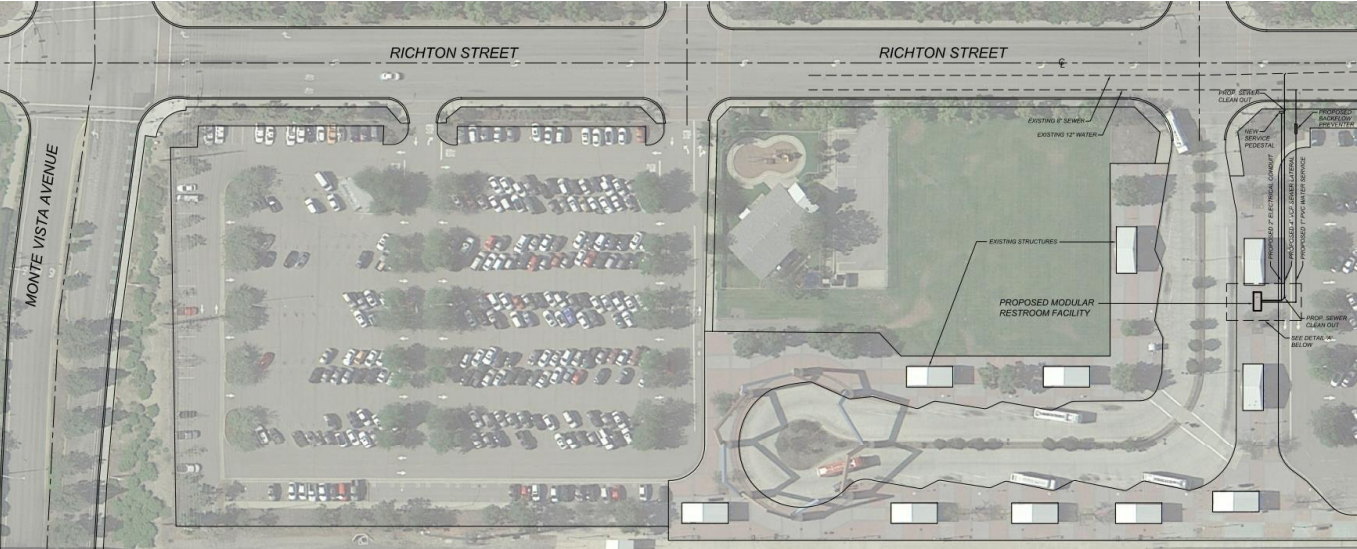 RICHTON STREET
RICHTON STREET
℄
PROP. SEWER
CLEAN OUT
PROPOSED
BACKFLOW
PREVENTER
EXISTING 8" SEWER
EXISTING 12" WATER
NEW
SERVICE
PEDESTAL
MONTE VISTA AVENUE
PROPOSED 2" ELECTRICAL CONDUIT
PROPOSED 4" VCP SEWER LATERAL
PROPOSED 1" PVC WATER SERVICE
EXISTING STRUCTURES
PROPOSED MODULAR
RESTROOM FACILITY
PROP. SEWER
CLEAN OUT
SEE DETAIL 'A'
BELOW